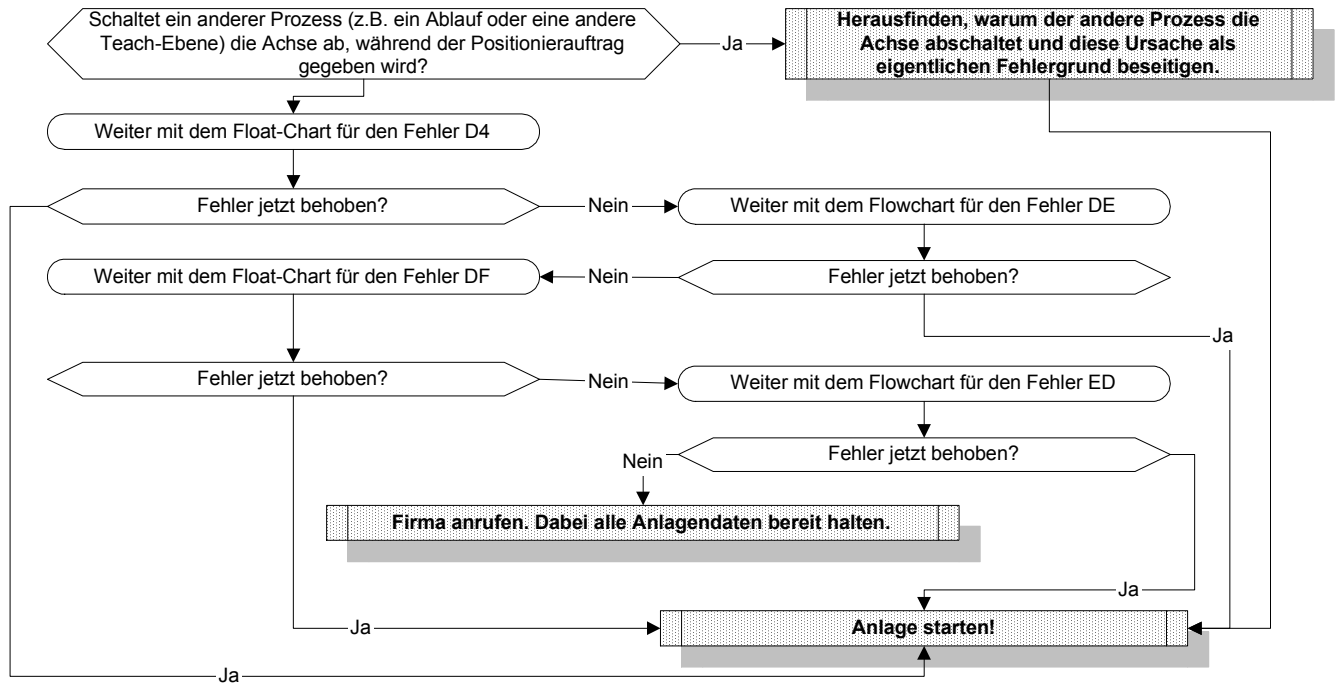 Schaltet ein anderer Prozess (z.B. ein Ablauf oder eine andere
Teach-Ebene) die Achse ab, während der Positionierauftrag
gegeben wird?
Ja
Herausfinden, warum der andere Prozess die
Achse abschaltet und diese Ursache als
eigentlichen Fehlergrund beseitigen.
Weiter mit dem Float-Chart für den Fehler D4
Fehler jetzt behoben?
Nein
Weiter mit dem Flowchart für den Fehler DE
Weiter mit dem Float-Chart für den Fehler DF
Nein
Fehler jetzt behoben?
Ja
Fehler jetzt behoben?
Nein
Weiter mit dem Flowchart für den Fehler ED
Fehler jetzt behoben?
Nein
Firma anrufen. Dabei alle Anlagendaten bereit halten.
Ja
Ja
Anlage starten!
Ja